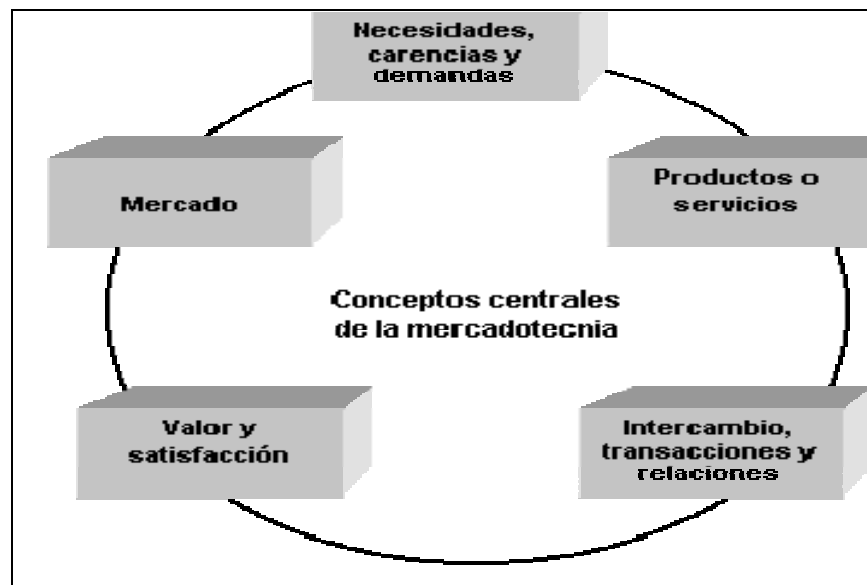 Necesidades,
carencias y
demandas
Mercado
Productos o
servicios
Conceptos centrales
de la mercadotecnia
Valor y
satisfacción
Intercambio,
transacciones y
relaciones